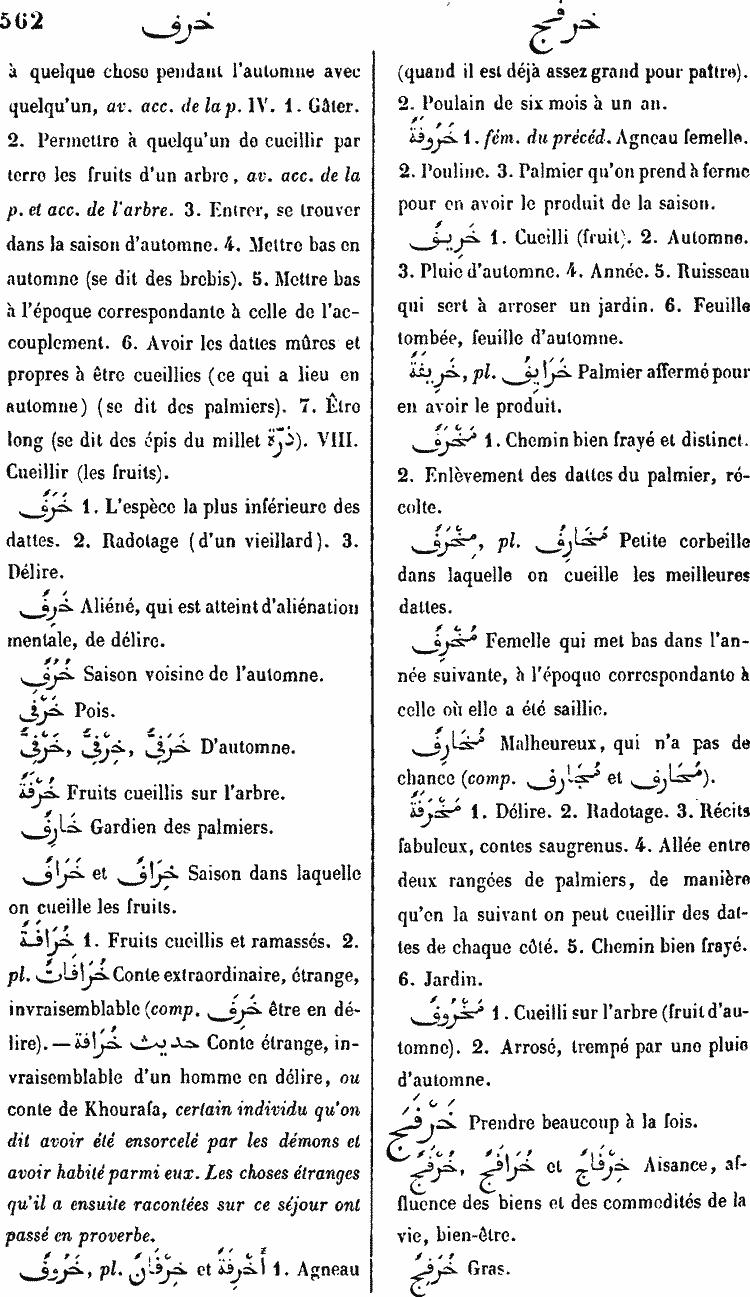 562 خرف خرفج
à quelque chose pendant l'automne avec
quelqu'un, av. acc. de la p. IV. 1. Gâter.
2. Permettre à quelqu'un de cueillir par
terre les fruits d'un arbre, av. acc. de la
p. et acc. de l'arbre. 3. Entrer, se trouver
dans la saison d'automne. 4. Mettre bas en
automne (se dit des brebis). 5. Mettre bas
à l'époque correspondante à celle de l'ac-
couplement. 6. Avoir les dattes mûres et
propres à être cueillies (ce qui a lieu en
automne) (se dit des palmiers). 7. Être
long (se dit des épis du millet ذُرَة). VIII.
Cueillir (les fruits).
خَرَفٌ 1. L'espèce la plus inférieure des
dattes. 2. Radotage (d'un vieillard). 3.
Délire.
خَرِفٌ Aliéné, qui est atteint d'aliénation
mentale, de délire.
خُرُفٌ Saison voisine de l'automne.
خَرْفَى Pois.
خَرَفِىٌّ, خِرْفِىٌّ, خَرْفِىٌّ D'automne.
خُرْفَةٌ Fruits cueillis sur l'arbre.
خَارِفٌ Gardien des palmiers.
خَرَافٌ et خِرَافٌ Saison dans laquelle
on cueille les fruits.
خُرَافَةٌ 1. Fruits cueillis et ramassés. 2.
pl. خُرَافَاتٌ Conte extraordinaire, étrange,
invraisemblable (comp. خَرِفَ être en dé-
lire). — حديث خُرَافة Conte étrange, in-
vraisemblable d'un homme en délire, ou
conte de Khourafa, certain individu qu'on
dit avoir été ensorcelé par les démons et
avoir habité parmi eux. Les choses étranges
qu'il a ensuite racontées sur ce séjour ont
passé en proverbe.
خَرُوفٌ, pl. خِرْفَانٌ et أَخْرِفَةٌ 1. Agneau
(quand il est déjà assez grand pour paître).
2. Poulain de six mois à un an.
خَرُوفَةٌ 1. fém. du précéd. Agneau femelle.
2. Pouline. 3. Palmier qu'on prend à ferme
pour en avoir le produit de la saison.
خَرِيفٌ 1. Cueilli (fruit). 2. Automne.
3. Pluie d'automne. 4. Année. 5. Ruisseau
qui sert à arroser un jardin. 6. Feuille
tombée, feuille d'automne.
خَرِيفَةٌ, pl. خَرَايِفُ Palmier affermé pour
en avoir le produit.
مَخْرَفٌ 1. Chemin bien frayé et distinct.
2. Enlèvement des dattes du palmier, ré-
colte.
مِخْرَفٌ, pl. مَخَارِفُ Petite corbeille
dans laquelle on cueille les meilleures
dattes.
مُخْرِفٌ Femelle qui met bas dans l'an-
née suivante, à l'époque correspondante à
celle où elle a été saillie.
مُخَارَفٌ Malheureux, qui n'a pas de
chance (comp. مُجَارَف et مُحَارَف).
مَخْرَفَةٌ 1. Délire. 2. Radotage. 3. Récits
fabuleux, contes saugrenus. 4. Allée entre
deux rangées de palmiers, de manière
qu'en la suivant on peut cueillir des dat-
tes de chaque côté. 5. Chemin bien frayé.
6. Jardin.
مَخْرُوفٌ 1. Cueilli sur l'arbre (fruit d'au-
tomne). 2. Arrosé, trempé par une pluie
d'automne.
خَرْفَجَ Prendre beaucoup à la fois.
خَرْفَجٌ, خُرَافِجٌ et خِرْفَاجٌ Aisance, af-
fluence des biens et des commodités de la
vie, bien-être.
خُرْفُجٌ Gras.